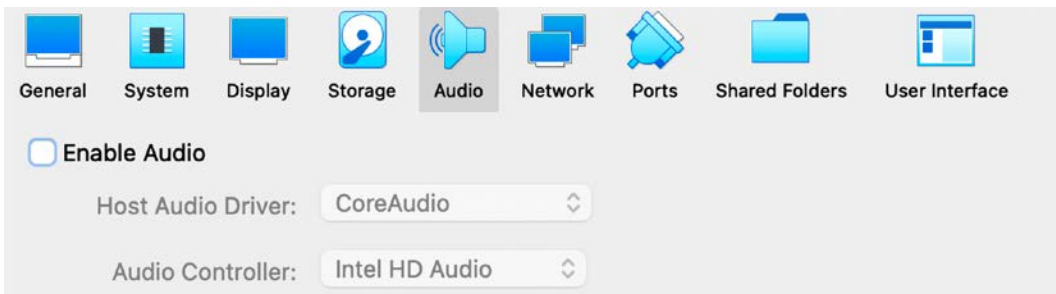 General System Display Storage Audio Network Ports Shared Folders User Interface
Enable Audio
Host Audio Driver: CoreAudio
Audio Controller: Intel HD Audio